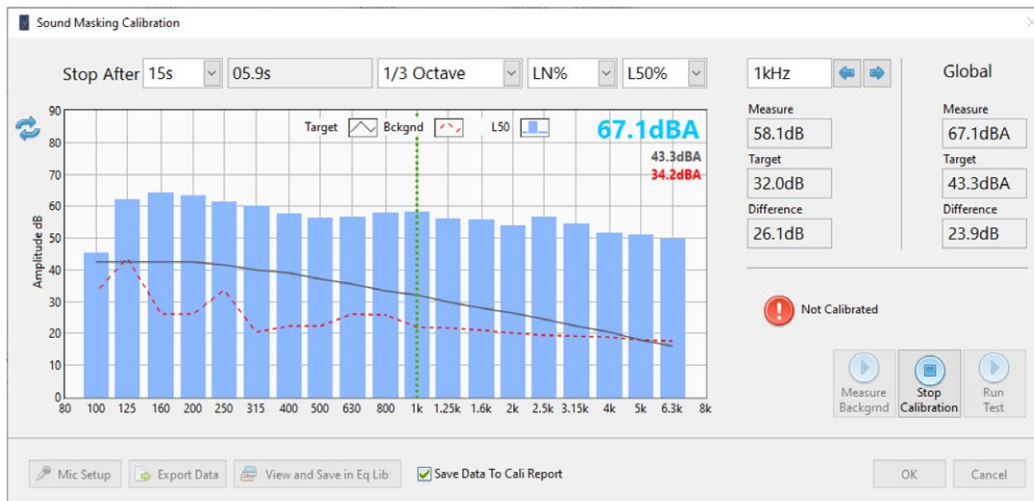 Sound Masking Calibration
Stop After 15s 05.9s 1/3 Octave LN% L50% 1kHz Global
Target Bckgnd L50 67.1dBA
43.3dBA
34.2dBA
Amplitude dB
90
80
70
60
50
40
30
20
10
0
80 100 125 160 200 250 315 400 500 630 800 1k 1.25k 1.6k 2k 2.5k 3.15k 4k 5k 6.3k 8k
Measure Measure
58.1dB 67.1dBA
Target Target
32.0dB 43.3dBA
Difference Difference
26.1dB 23.9dB
Not Calibrated
Measure Stop Run
Backgrnd Calibration Test
Mic Setup Export Data View and Save in Eq Lib Save Data To Cali Report OK Cancel